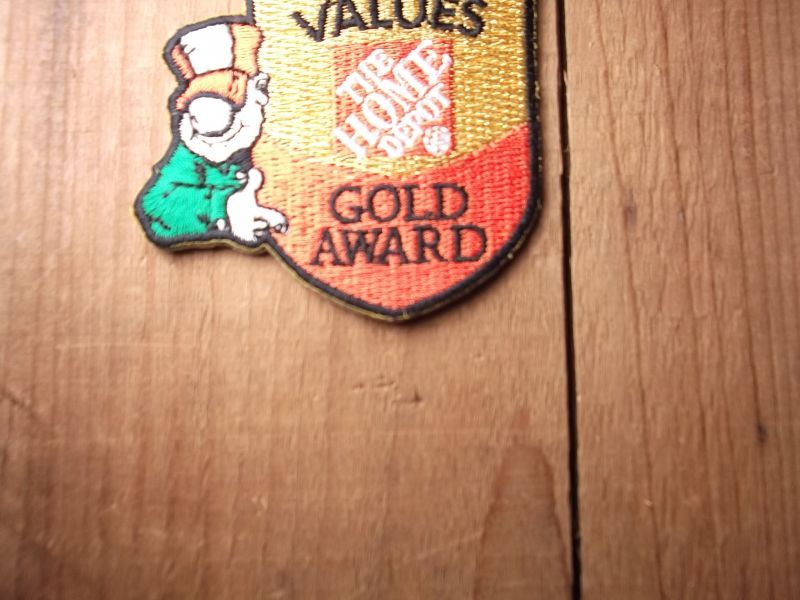 VALUES
THE
HOME
DEPOT
GOLD
AWARD